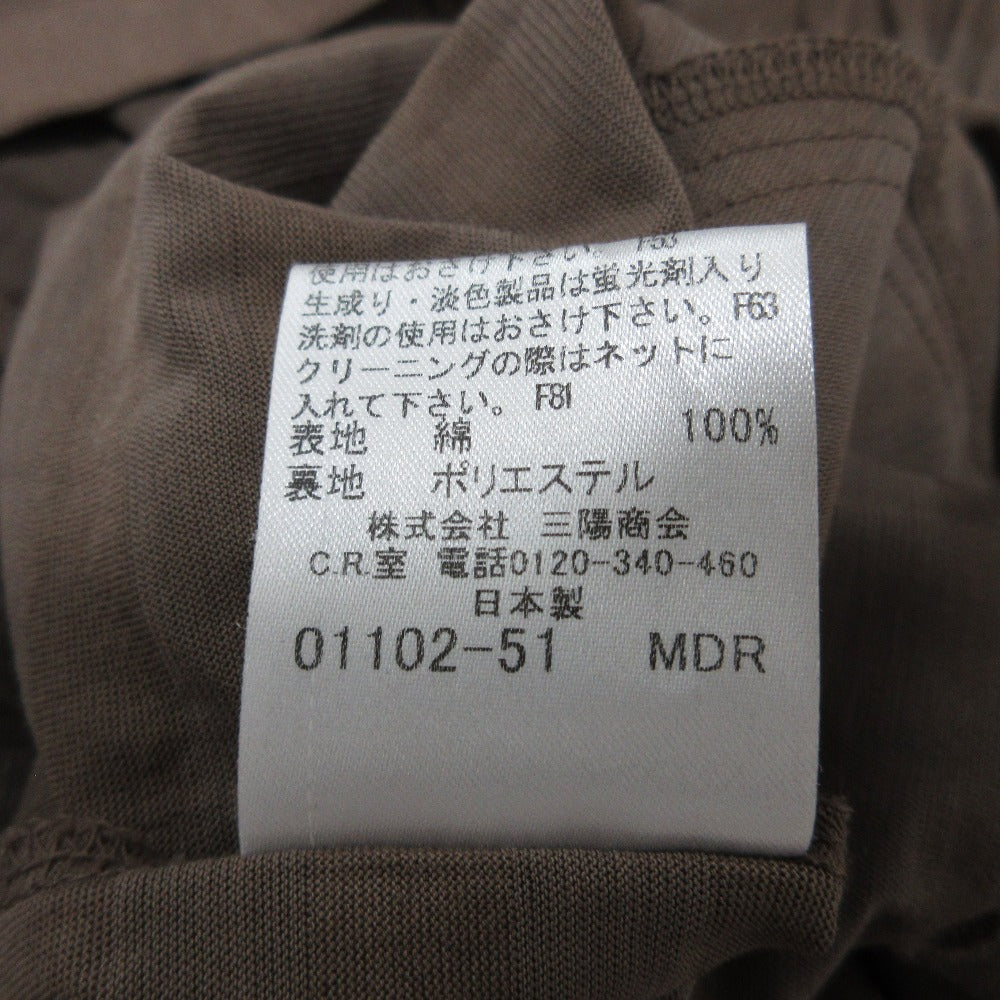 使用はおさけ下さい。 F53
生成り・淡色製品は蛍光剤入り
洗剤の使用はおさけ下さい。F63
クリーニングの際はネットに
入れて下さい。 F81
表地 綿 100%
裏地 ポリエステル
株式会社 三陽商会
C.R.室 電話0120-340-460
日本製
01102-51 MDR